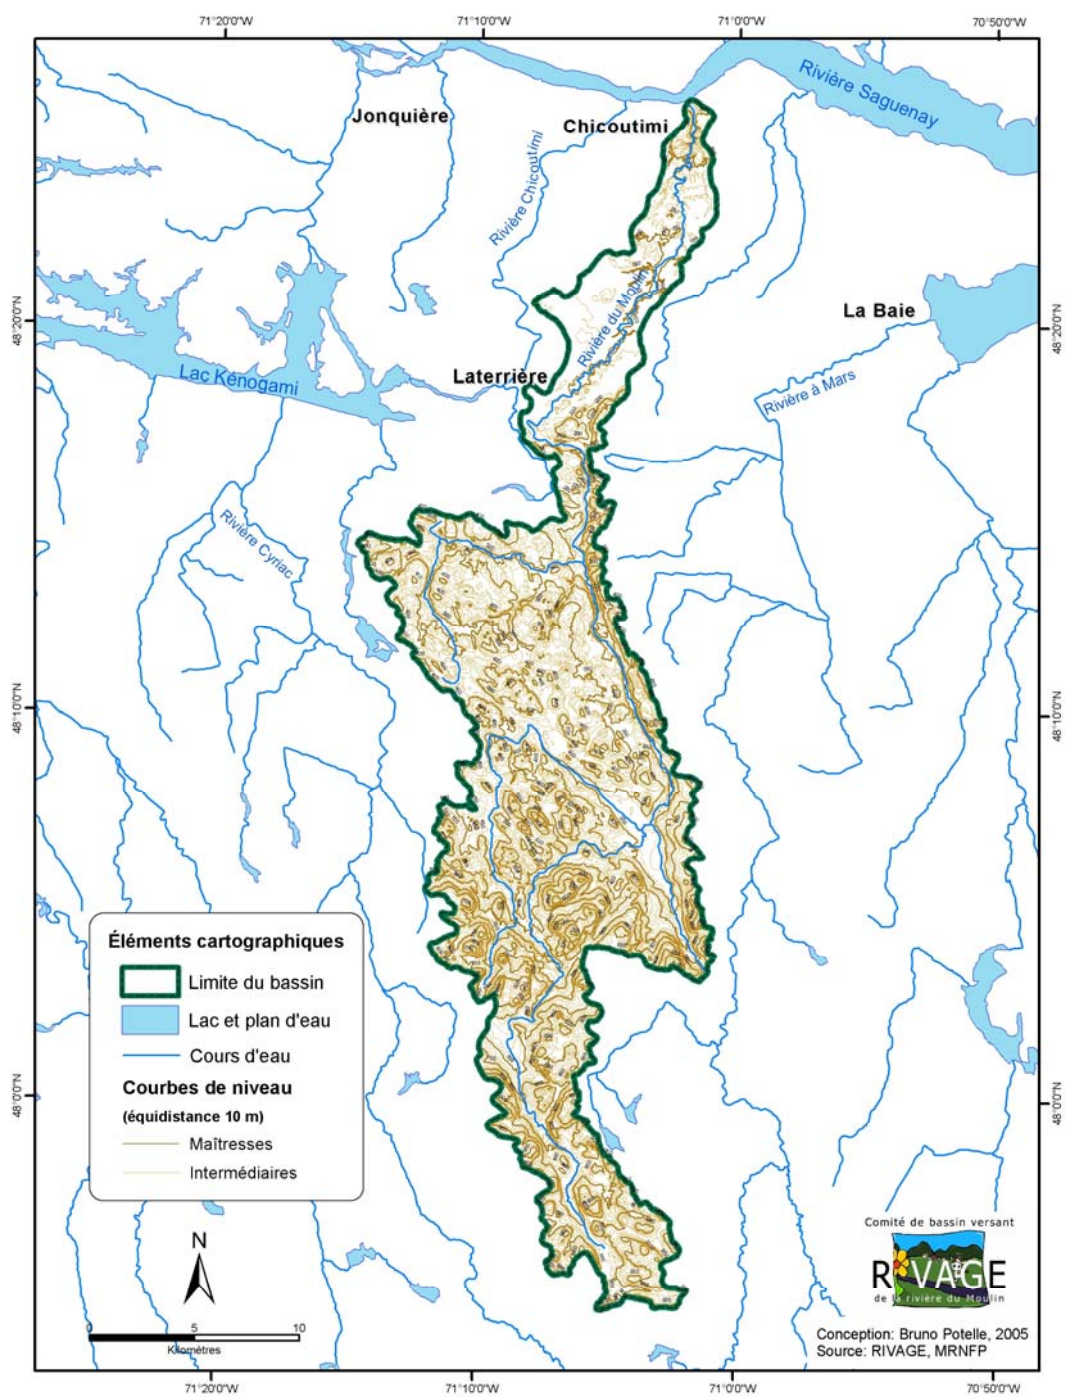 71°20'0"W
71°10'0"W
71°0'0"W
70°50'0"W
Rivière Saguenay
Jonquière
Chicoutimi
Rivière Chicoutimi
Rivière du Moulin
48°20'0"N
48°20'0"N
La Baie
Lac Kénogami
Laterrière
Rivière à Mars
Rivière Cyriac
48°10'0"N
48°10'0"N
Éléments cartographiques
Limite du bassin
Lac et plan d'eau
Cours d'eau
Courbes de niveau
(équidistance 10 m)
Maîtresses
Intermédiaires
48°0'0"N
48°0'0"N
N
0 5 10
Kilomètres
Comité de bassin versant
RIVAGE
de la rivière du Moulin
Conception: Bruno Potelle, 2005
Source: RIVAGE, MRNFP
71°20'0"W
71°10'0"W
71°0'0"W
70°50'0"W